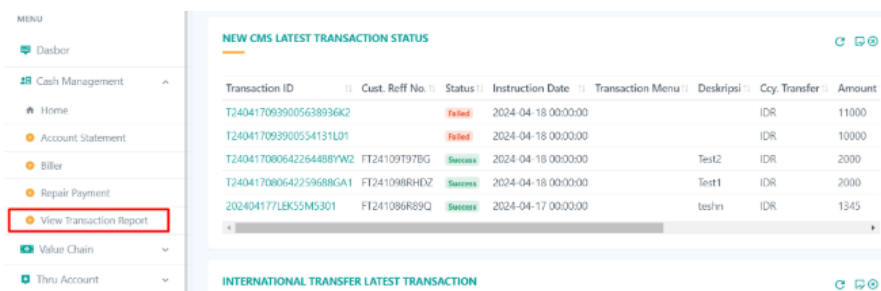 MENU
Dasbor
Cash Management
Home
Account Statement
Biller
Repair Payment
View Transaction Report
Value Chain
Thru Account
NEW CMS LATEST TRANSACTION STATUS
Transaction ID Cust. Reff No. Status Instruction Date Transaction Menu Deskripsi Ccy. Transfer Amount
T2404170939005638936K2 Failed 2024-04-18 00:00:00 IDR 11000
T240417093900554131L01 Failed 2024-04-18 00:00:00 IDR 10000
T240417080642264488YW2 FT24109T97BG Success 2024-04-18 00:00:00 Test2 IDR 2000
T240417080642259688GA1 FT241098RHDZ Success 2024-04-18 00:00:00 Test1 IDR 2000
202404177LEK55M5301 FT241086R89Q Success 2024-04-17 00:00:00 teshn IDR 1345
INTERNATIONAL TRANSFER LATEST TRANSACTION